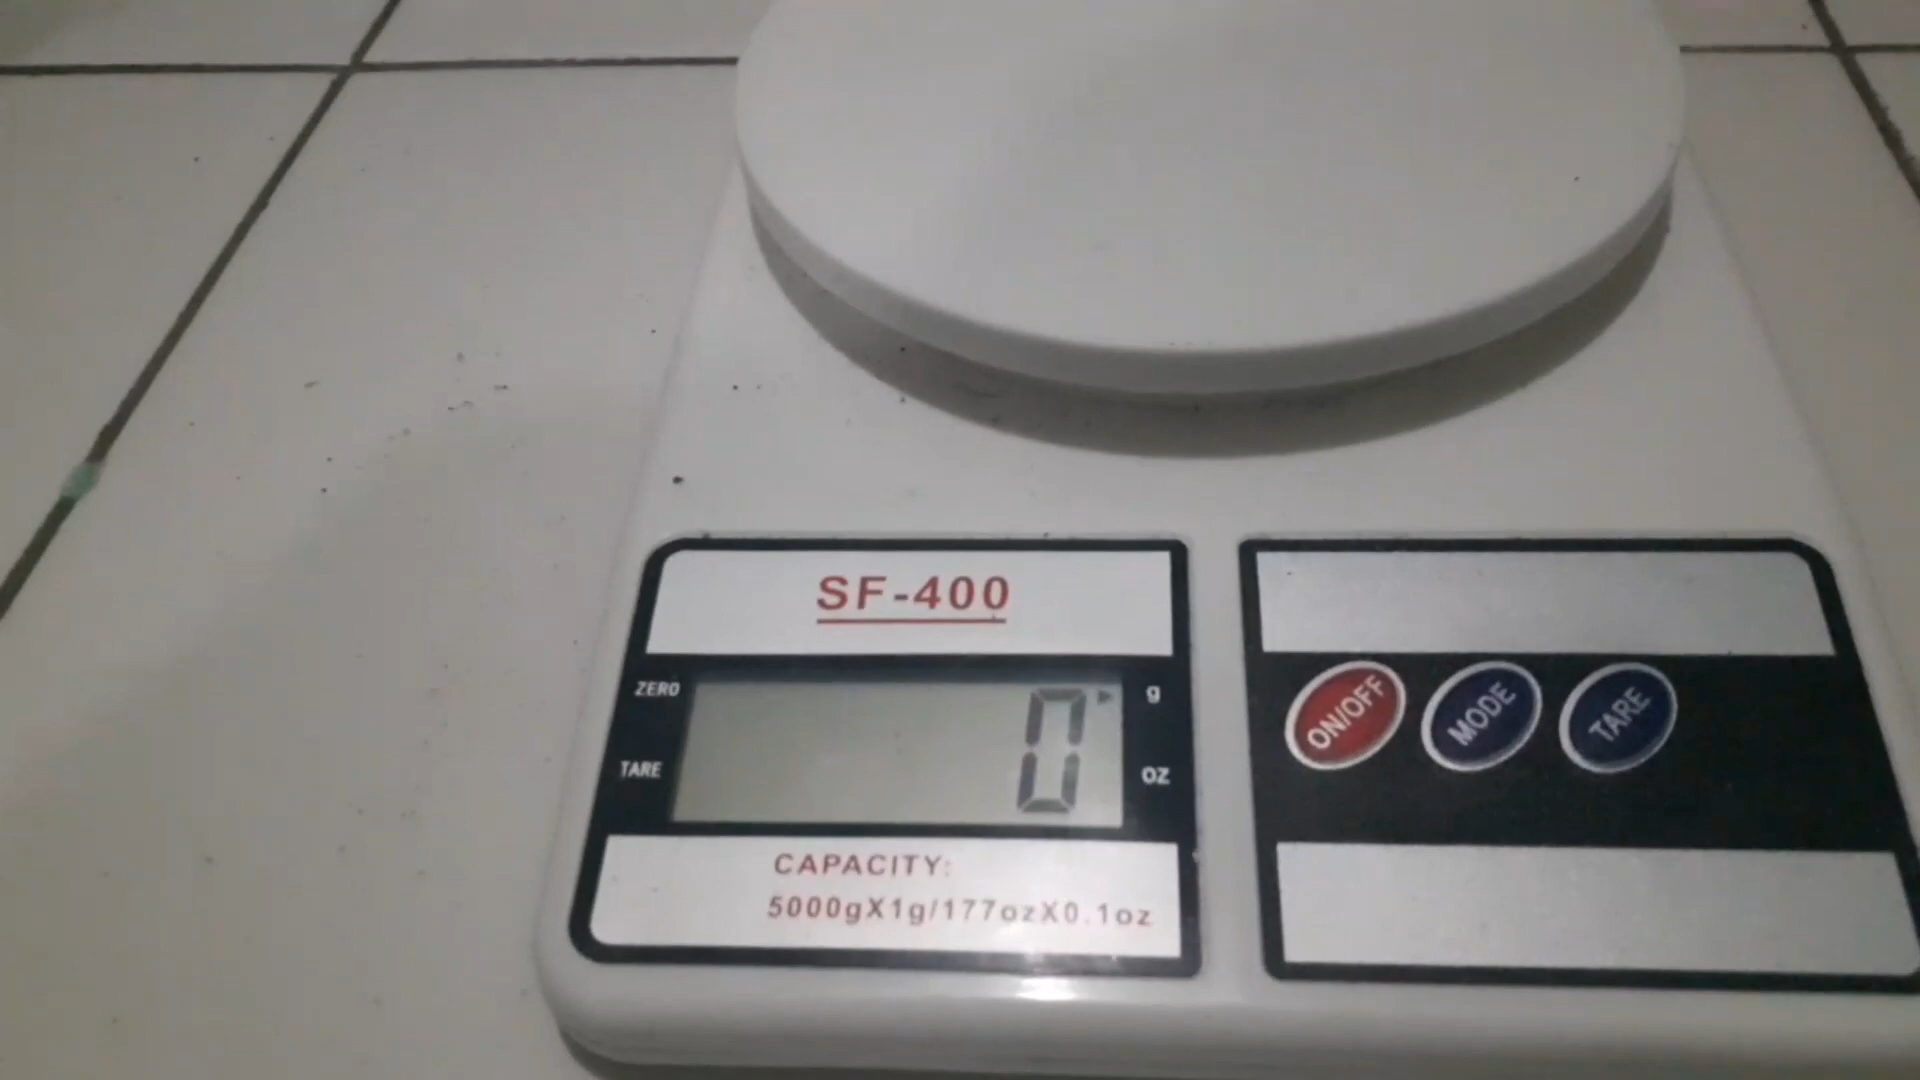 SF-400
ZERO
0
g
TARE
OZ
CAPACITY:
5000gX1g/177ozX0.1oz
ON/OFF
MODE
TARE